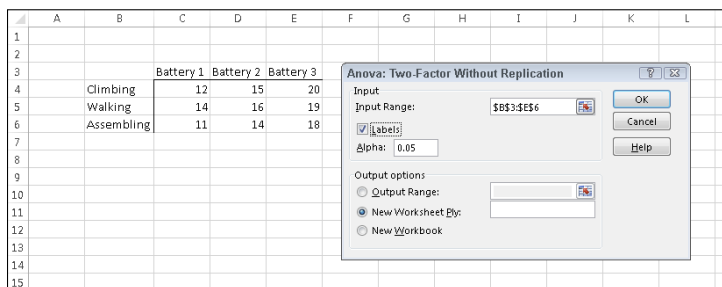 A B C D E F G H I J K L
1
2
3 Battery 1 Battery 2 Battery 3
4 Climbing 12 15 20
5 Walking 14 16 19
6 Assembling 11 14 18
7
8
9
10
11
12
13
14
15
Anova: Two-Factor Without Replication
Input
Input Range: $B$3:$E$6
Labels
Alpha: 0.05
Output options
Output Range:
New Worksheet Ply:
New Workbook
OK
Cancel
Help